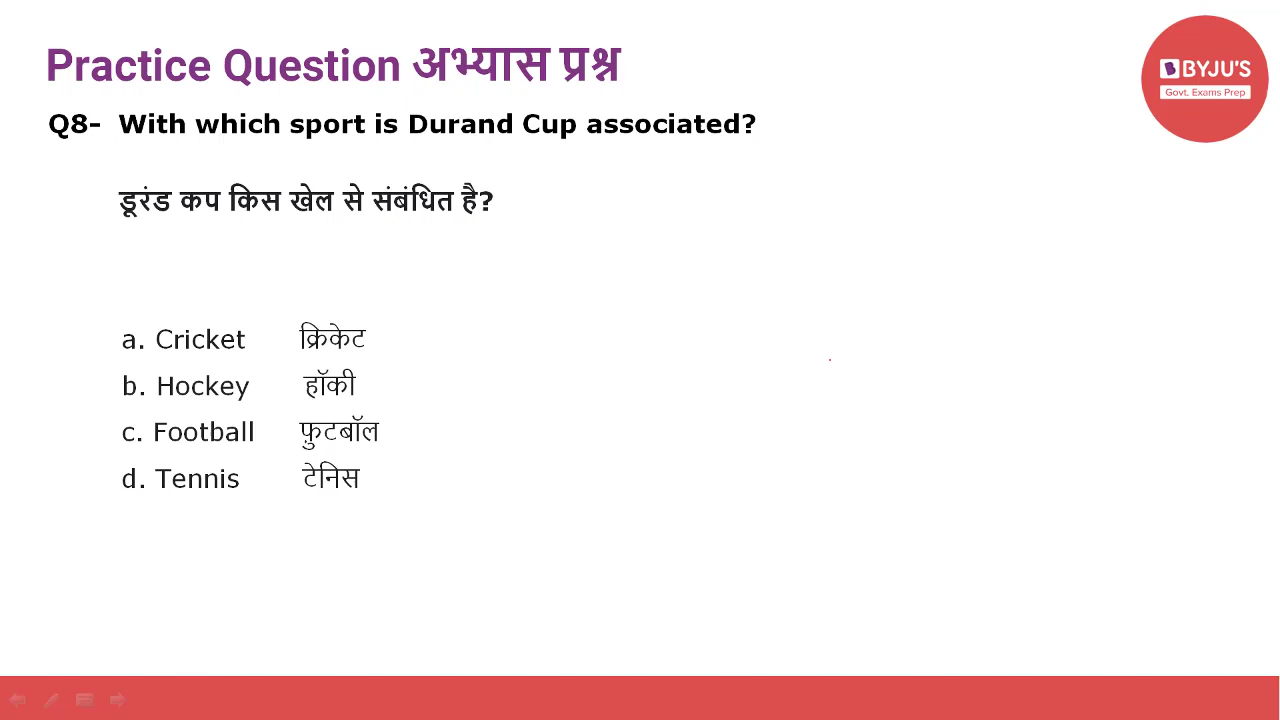 Practice Question अभ्यास प्रश्न
BYJU'S
Govt. Exams Prep
Q8- With which sport is Durand Cup associated?
डूरंड कप किस खेल से संबंधित है?
a. Cricket क्रिकेट
b. Hockey हॉकी
c. Football फ़ुटबॉल
d. Tennis टेनिस